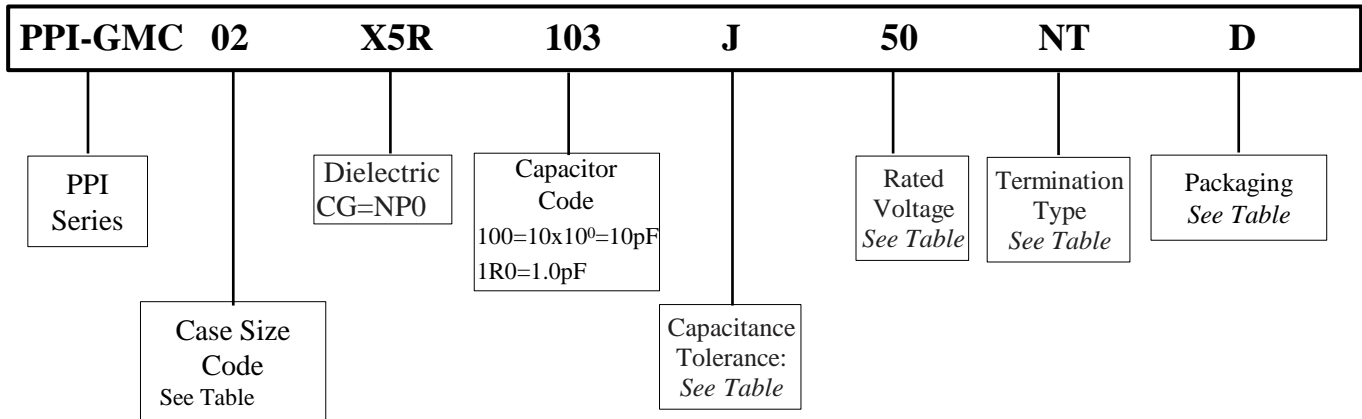 PPI-GMC 02 X5R 103 J 50 NT D
PPI
Series
Case Size
Code
See Table
Dielectric
CG=NP0
Capacitor
Code
100=10x10⁰=10pF
1R0=1.0pF
Capacitance
Tolerance:
See Table
Rated
Voltage
See Table
Termination
Type
See Table
Packaging
See Table